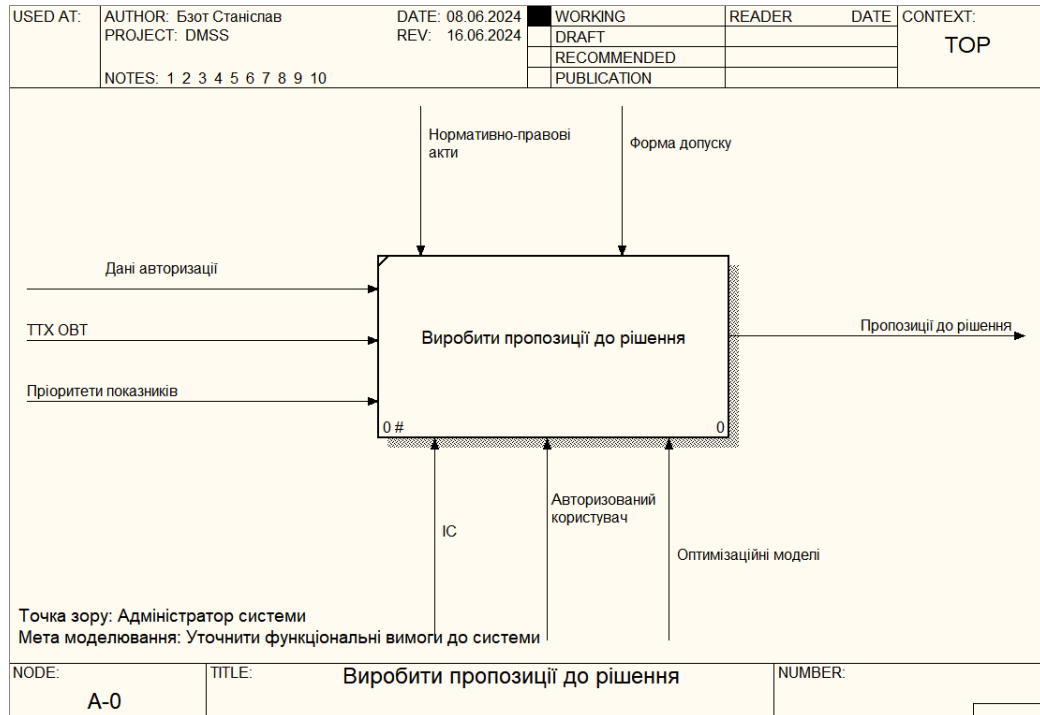 USED AT:
AUTHOR: Бзот Станіслав
DATE: 08.06.2024
WORKING
READER
DATE
CONTEXT:
PROJECT: DMSS
REV: 16.06.2024
DRAFT
TOP
RECOMMENDED
NOTES: 1 2 3 4 5 6 7 8 9 10
PUBLICATION
Нормативно-правові
акти
Форма допуску
Дані авторизації
ТТХ ОВТ
Пріоритети показників
Виробити пропозиції до рішення
0 #
0
Пропозиції до рішення
ІС
Авторизований
користувач
Оптимізаційні моделі
Точка зору: Адміністратор системи
Мета моделювання: Уточнити функціональні вимоги до системи
NODE:
TITLE:
Виробити пропозиції до рішення
NUMBER:
A-0